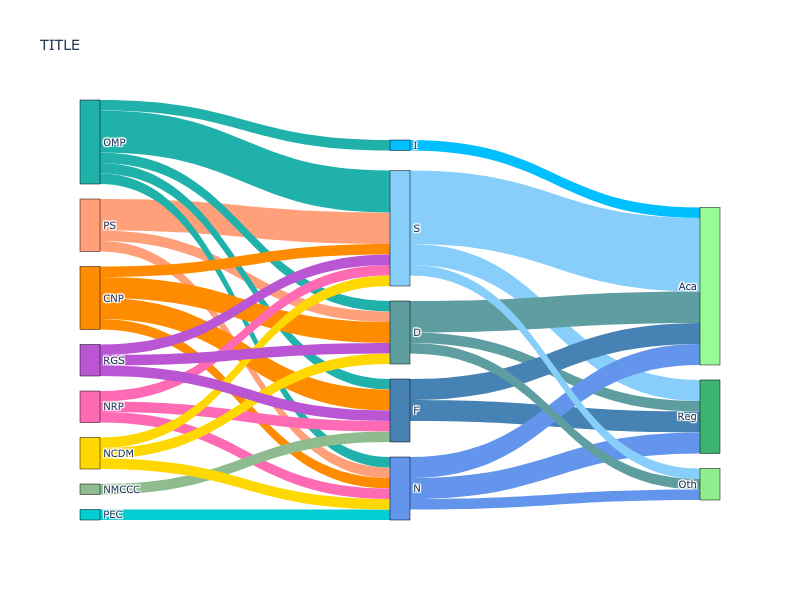 TITLE
OMP
PS
CNP
RGS
NRP
NCDM
NMCCC
PEC
I
S
D
F
N
Aca
Reg
Oth